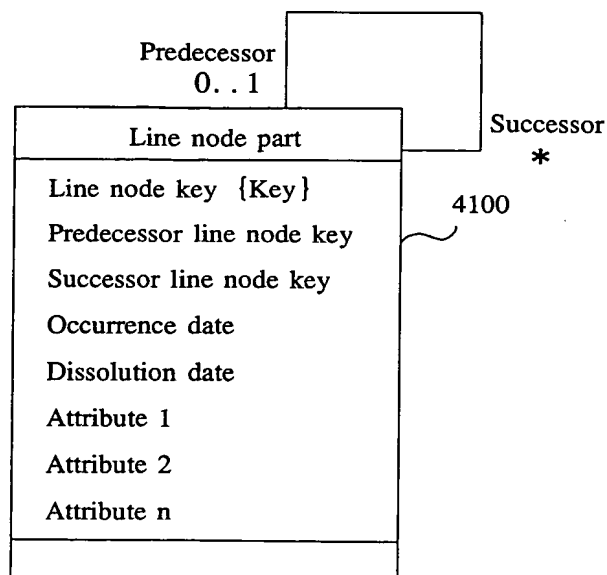 Predecessor
0..1
Line node part
Successor
*
Line node key {Key}
4100
Predecessor line node key
Successor line node key
Occurrence date
Dissolution date
Attribute 1
Attribute 2
Attribute n